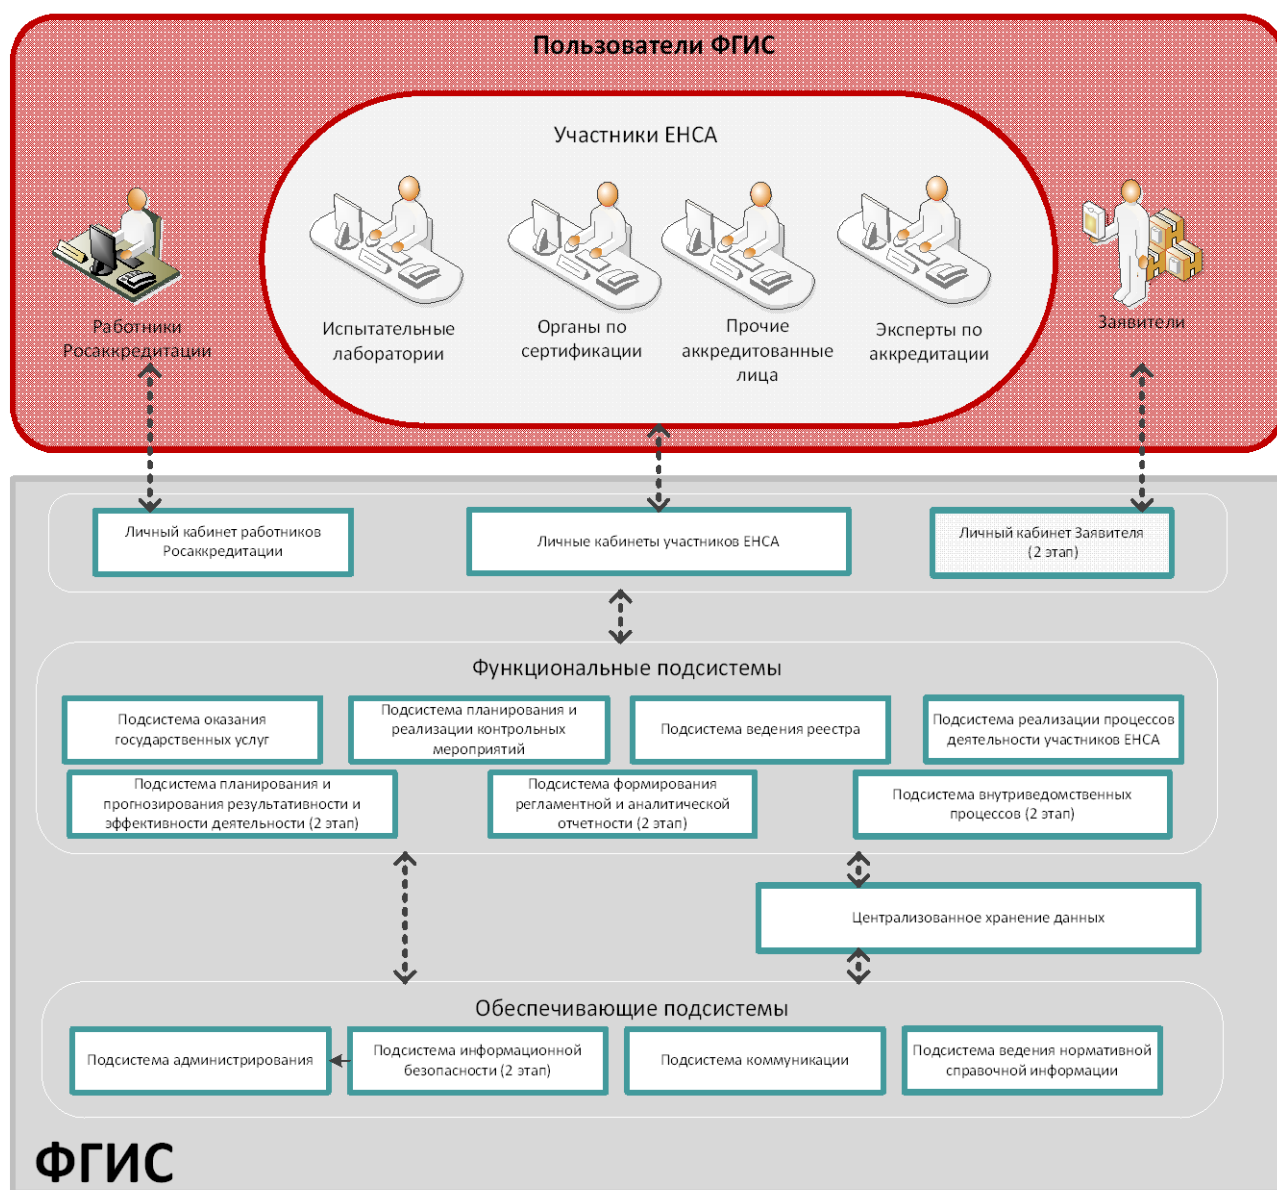 Пользователи ФГИС
Участники ЕНСА
Работники
Росаккредитации
Испытательные
лаборатории
Органы по
сертификации
Прочие
аккредитованные
лица
Эксперты по
аккредитации
Заявители
Личный кабинет работников
Росаккредитации
Личные кабинеты участников ЕНСА
Личный кабинет Заявителя
(2 этап)
Функциональные подсистемы
Подсистема оказания
государственных услуг
Подсистема планирования и
реализации контрольных
мероприятий
Подсистема ведения реестра
Подсистема реализации процессов
деятельности участников ЕНСА
Подсистема планирования и
прогнозирования результативности и
эффективности деятельности (2 этап)
Подсистема формирования
регламентной и аналитической
отчетности (2 этап)
Подсистема внутриведомственных
процессов (2 этап)
Централизованное хранение данных
Обеспечивающие подсистемы
Подсистема администрирования
Подсистема информационной
безопасности (2 этап)
Подсистема коммуникации
Подсистема ведения нормативной
справочной информации
ФГИС